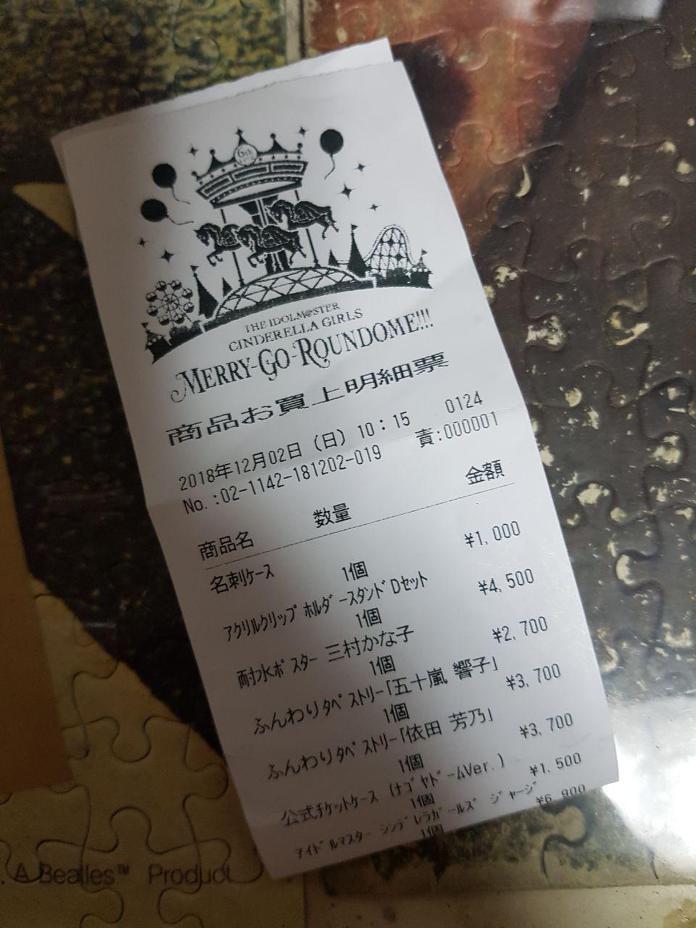 6th
THE IDOLM@STER
CINDERELLA GIRLS
MERRY-GO-ROUNDOME!!!
商品お買上明細票
2018年12月02日 (日) 10:15 0124
No.:02-1142-181202-019 責:000001
商品名 数量 金額
名刺ケース ¥1,000
1個
アクリルクリップホルダースタンドDセット ¥4,500
1個
耐水ポスター 三村かな子 ¥2,700
1個
ふんわりタペストリー「五十嵐 響子」 ¥3,700
1個
ふんわりタペストリー「依田 芳乃」 ¥3,700
1個
公式チケットケース (ナゴヤドームVer.) ¥1,500
1個
アイドルマスター シンデレラガールズ ジャージ ¥6,900
1個
. A Beatles™ Product